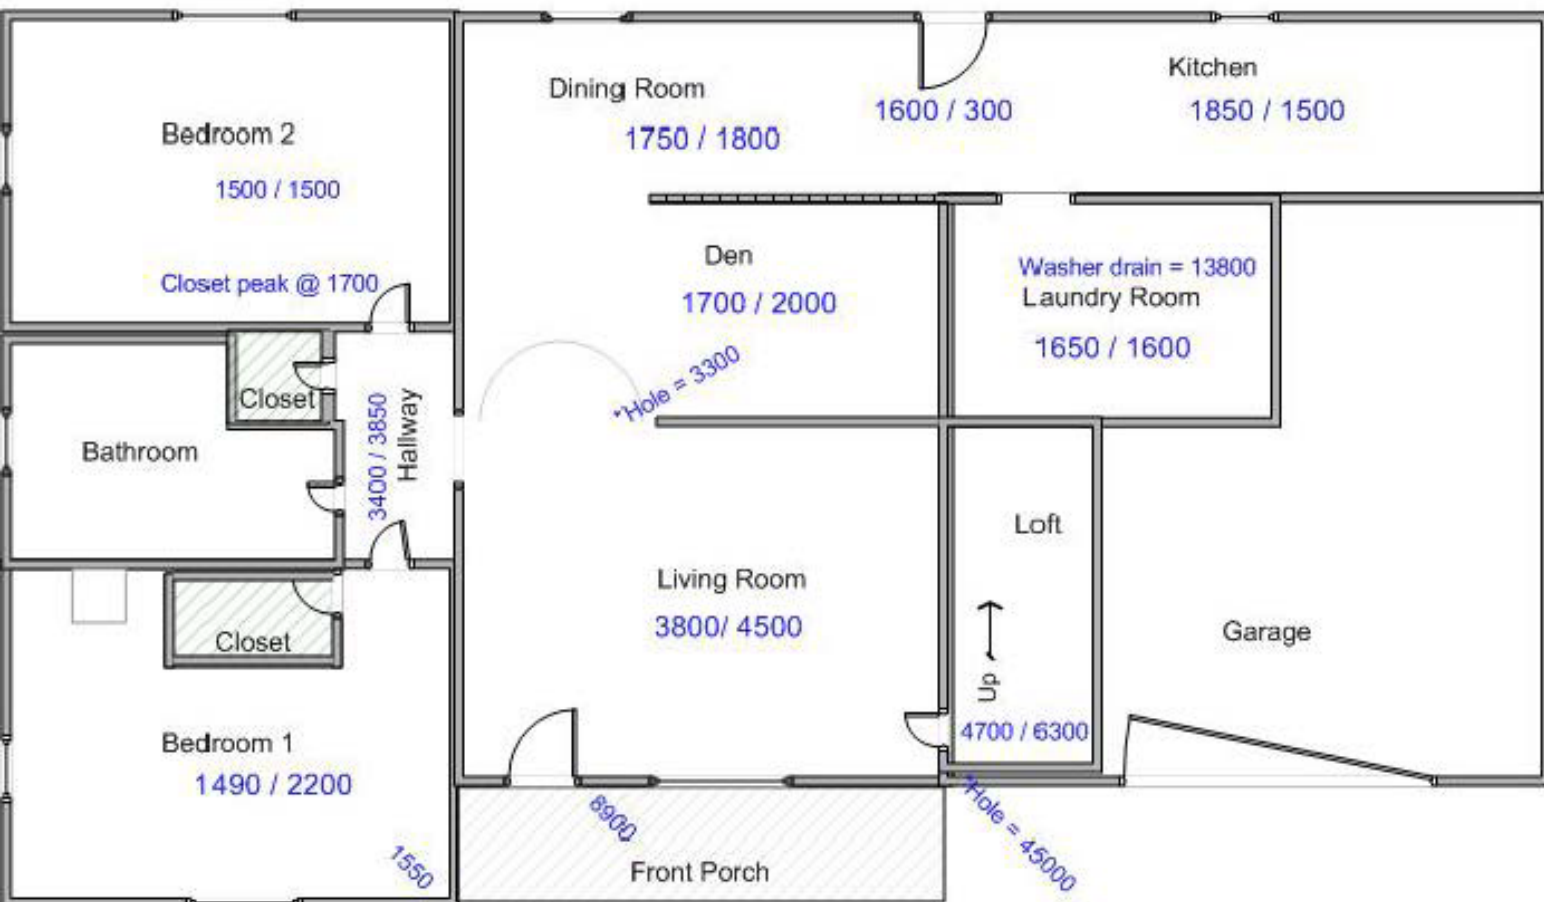 Kitchen
Dining Room
1600 / 300
1850 / 1500
1750 / 1800
Bedroom 2
1500 / 1500
Closet peak @ 1700
Den
1700 / 2000
Washer drain = 13800
Laundry Room
1650 / 1600
*Hole = 3300
Closet
3400 / 3850
Hallway
Bathroom
Loft
Living Room
3800/ 4500
Garage
Closet
Up
4700 / 6300
Bedroom 1
1490 / 2200
8900
*Hole = 45000
1550
Front Porch